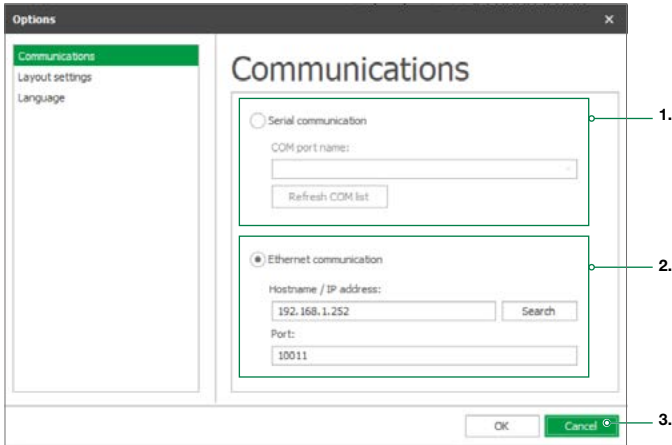 Options
Communications
Layout settings
Language
Communications
Serial communication
COM port name:
Refresh COM list
1.
Ethernet communication
Hostname / IP address:
192.168.1.252
Search
Port:
10011
2.
OK
Cancel
3.